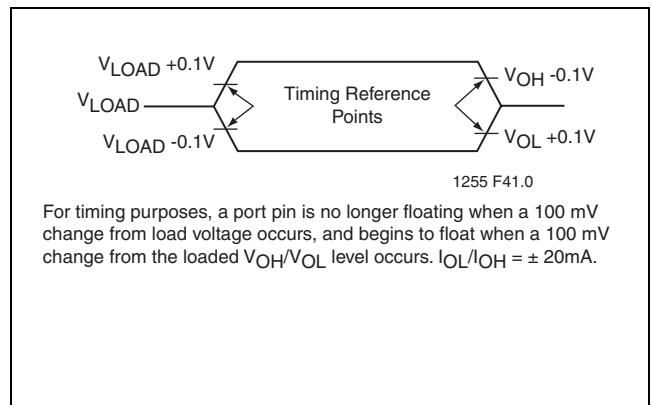 VLOAD +0.1V
VLOAD
VLOAD -0.1V
Timing Reference
Points
VOH -0.1V
VOL +0.1V
1255 F41.0
For timing purposes, a port pin is no longer floating when a 100 mV
change from load voltage occurs, and begins to float when a 100 mV
change from the loaded VOH/VOL level occurs. IOL/IOH = ± 20mA.